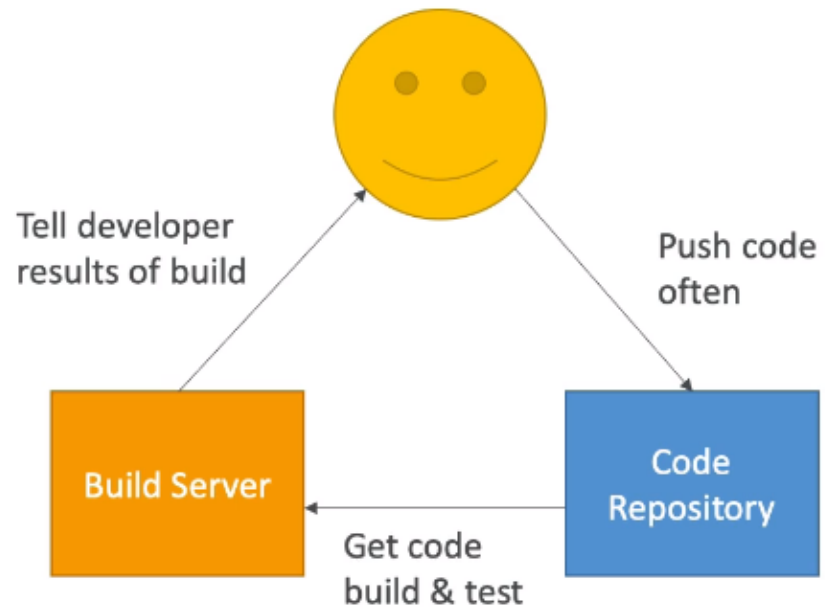 Tell developer
results of build
Push code
often
Build Server
Code
Repository
Get code
build & test